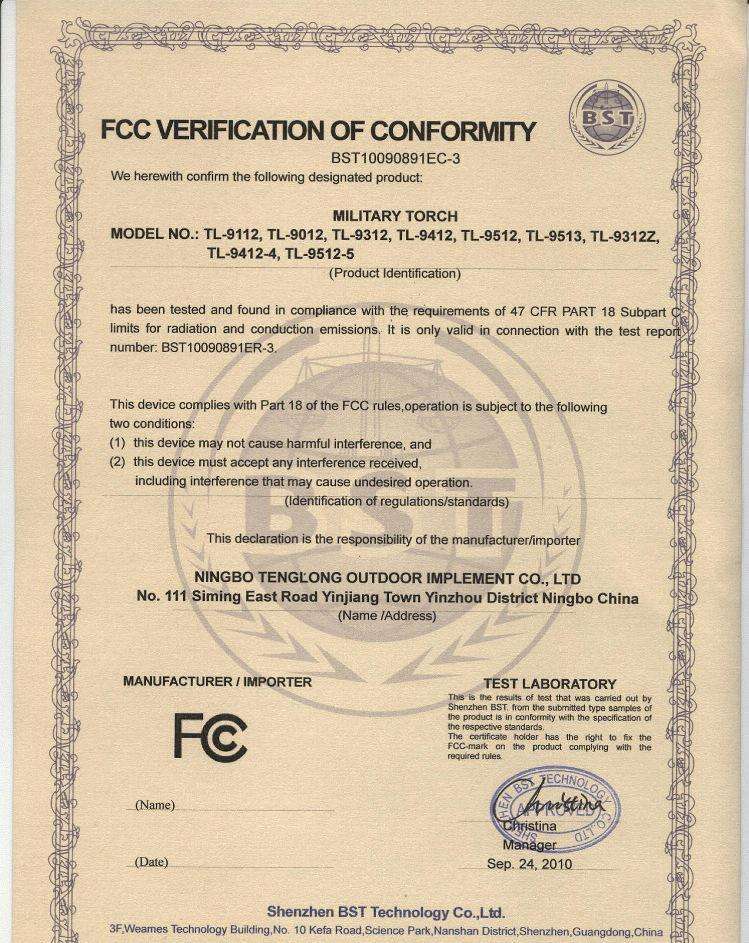 BST
FCC VERIFICATION OF CONFORMITY
BST10090891EC-3
We herewith confirm the following designated product:
MILITARY TORCH
MODEL NO.: TL-9112, TL-9012, TL-9312, TL-9412, TL-9512, TL-9513, TL-9312Z,
TL-9412-4, TL-9512-5
(Product Identification)
has been tested and found in compliance with the requirements of 47 CFR PART 18 Subpart C
limits for radiation and conduction emissions. It is only valid in connection with the test report
number: BST10090891ER-3.
This device complies with Part 18 of the FCC rules,operation is subject to the following
two conditions:
(1) this device may not cause harmful interference, and
(2) this device must accept any interference received,
including interference that may cause undesired operation.
(Identification of regulations/standards)
BST
This declaration is the responsibility of the manufacturer/importer
NINGBO TENGLONG OUTDOOR IMPLEMENT CO., LTD
No. 111 Siming East Road Yinjiang Town Yinzhou District Ningbo China
(Name /Address)
MANUFACTURER / IMPORTER
FCC
(Name)
(Date)
TEST LABORATORY
This is the results of test that was carried out by
Shenzhen BST. from the submitted type samples of
the product is in conformity with the specification of
the respective standards.
The certificate holder has the right to fix the
FCC-mark on the product complying with the
required rules.
SHENZHEN BST TECHNOLOGY CO.,LTD
APPROVED
Christina
Christina
Manager
Sep. 24, 2010
Shenzhen BST Technology Co.,Ltd.
3F,Weames Technology Building,No. 10 Kefa Road,Science Park,Nanshan District,Shenzhen,Guangdong,China